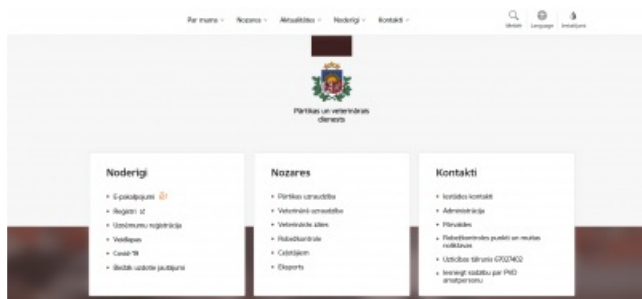 Par mums
Nozares
Aktualitātes
Noderīgi
Kontakti
Meklēt
Language
Iestatījumi
Pārtikas un veterinārais
dienests
Noderīgi
E-pakalpojumi
Reģistri
Uzņēmumu reģistrācija
Veidlapas
Covid-19
Biežāk uzdotie jautājumi
Nozares
Pārtikas uzraudzība
Veterinārā uzraudzība
Veterinārās zāles
Robežkontrole
Ceļotājiem
Eksports
Kontakti
Iestādes kontakti
Administrācija
Pārvaldes
Robežkontroles punkti un muitas
noliktavas
Uzticības tālrunis 67027402
Iesniegt sūdzību par PVD
amatpersonu